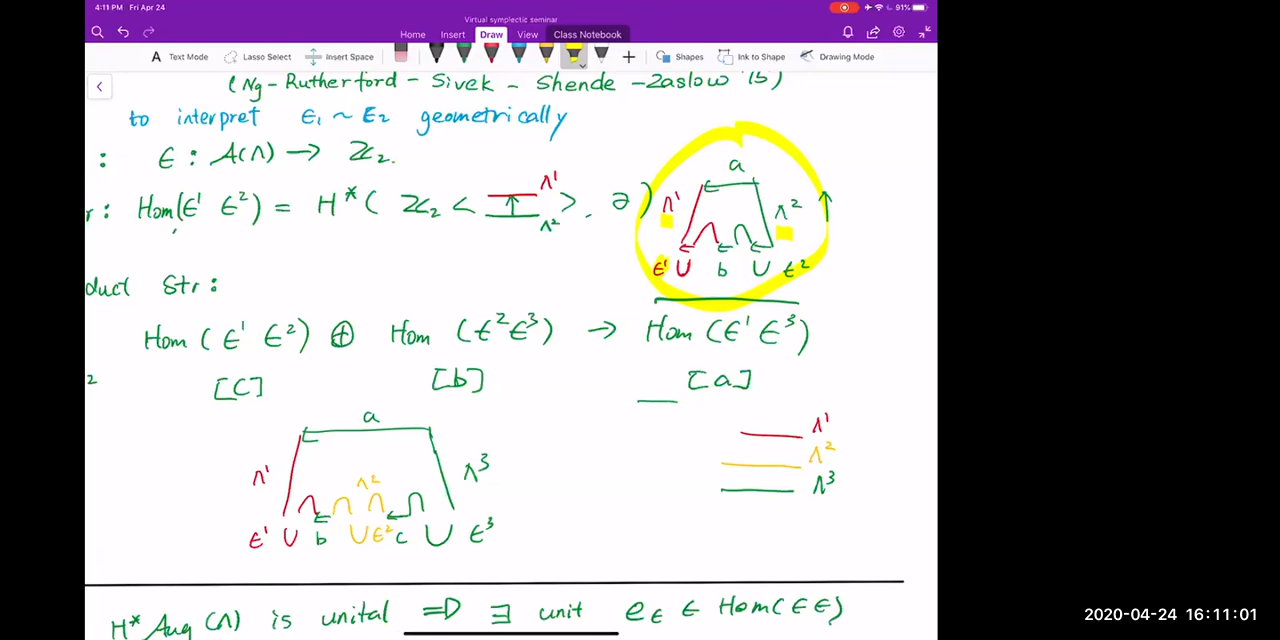 4:11 PM Fri Apr 24
91%
Virtual symplectic seminar
Home Insert Draw View Class Notebook
Text Mode Lasso Select Insert Space Shapes Ink to Shape Drawing Mode
(Ng - Rutherford - Sivek - Shende - Zaslow 15)
to interpret ε₁ ~ ε₂ geometrically
: ε : A(Λ) → ℤ₂.
r: Hom(ε¹ ε²) = H*( ℤ₂ < ↑ Λ¹ Λ² >, ∂)
a
Λ¹ Λ²
ε¹ b ε²
duct Str:
Hom (ε¹ ε²) ⊕ Hom (ε² ε³) → Hom (ε¹ ε³)
2 [c] [b] [a]
a
Λ¹ Λ² Λ³
ε¹ b ε² c ε³
Λ¹
Λ²
Λ³
H* Aug (Λ) is unital ⇒ ∃ unit e_ε ∈ Hom(ε ε)
2020-04-24 16:11:01